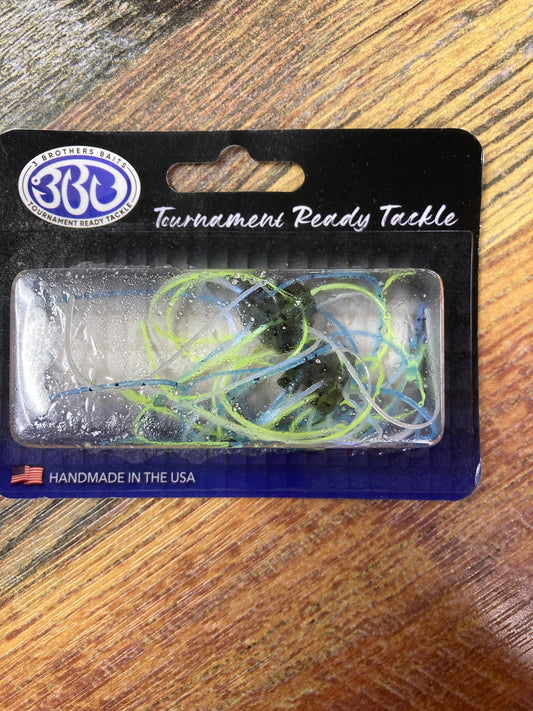 3 BROTHERS BAITS
3BB
TOURNAMENT READY TACKLE
Tournament Ready Tackle
HANDMADE IN THE USA